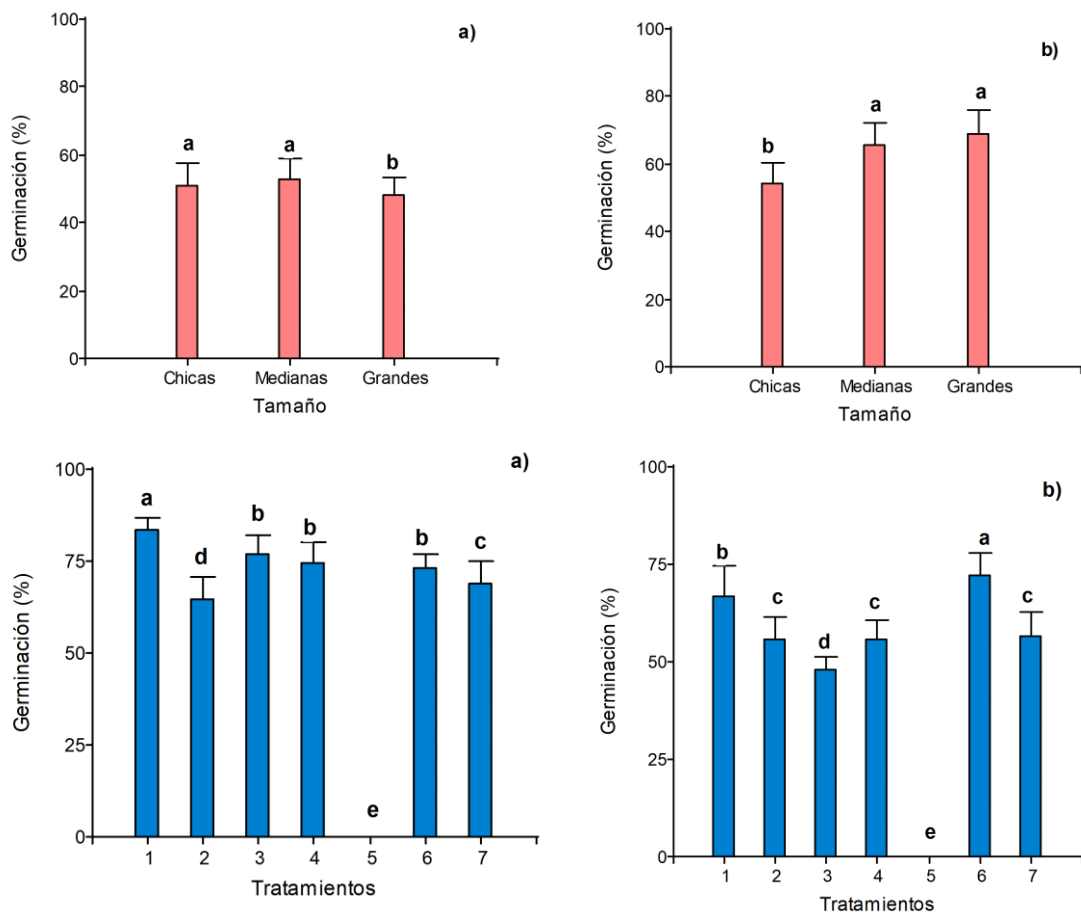 a)
100
80
60
40
20
0
Germinación (%)
a
a
b
Chicas Medianas Grandes
Tamaño
b)
100
80
60
40
20
0
Germinación (%)
b
a
a
Chicas Medianas Grandes
Tamaño
a)
100
75
50
25
0
Germinación (%)
a
d
b
b
e
b
c
1 2 3 4 5 6 7
Tratamientos
b)
100
75
50
25
0
Germinación (%)
b
c
d
c
e
a
c
1 2 3 4 5 6 7
Tratamientos